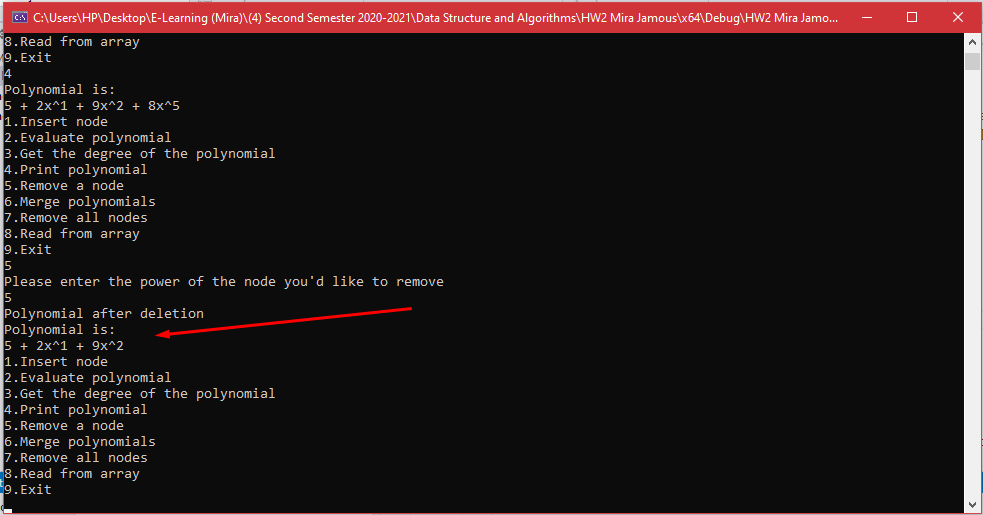 C:\Users\HP\Desktop\E-Learning (Mira)\(4) Second Semester 2020-2021\Data Structure and Algorithms\HW2 Mira Jamous\x64\Debug\HW2 Mira Jamo...
8.Read from array
9.Exit
4
Polynomial is:
5 + 2x^1 + 9x^2 + 8x^5
1.Insert node
2.Evaluate polynomial
3.Get the degree of the polynomial
4.Print polynomial
5.Remove a node
6.Merge polynomials
7.Remove all nodes
8.Read from array
9.Exit
5
Please enter the power of the node you'd like to remove
5
Polynomial after deletion
Polynomial is:
5 + 2x^1 + 9x^2
1.Insert node
2.Evaluate polynomial
3.Get the degree of the polynomial
4.Print polynomial
5.Remove a node
6.Merge polynomials
7.Remove all nodes
8.Read from array
9.Exit